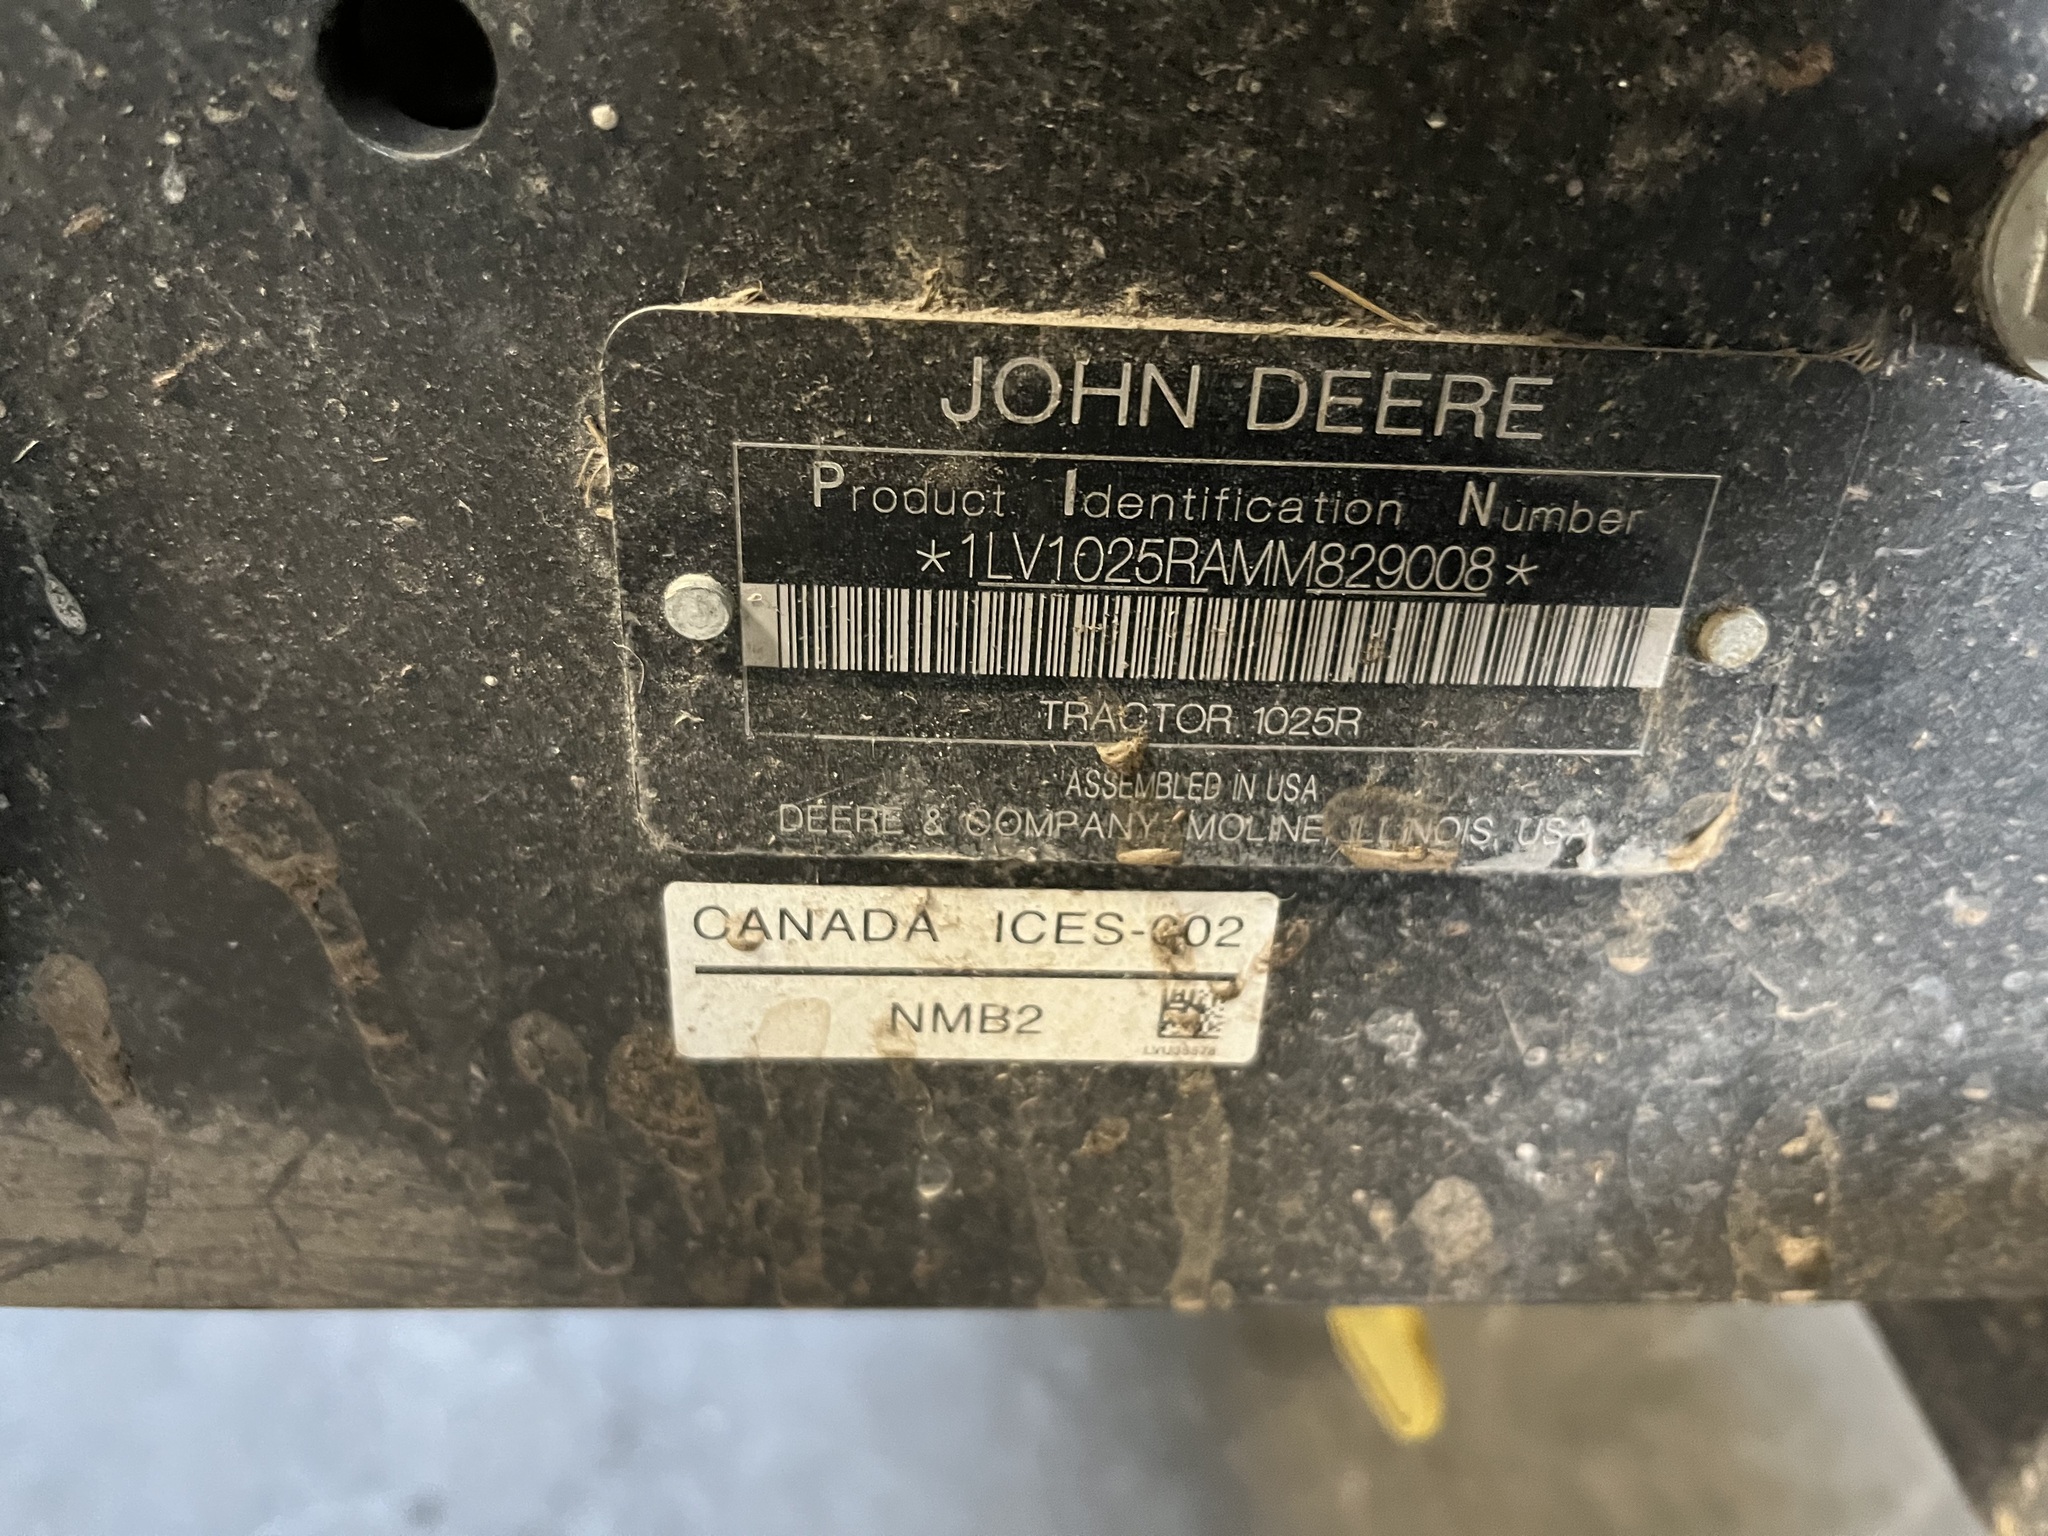 JOHN DEERE
Product Identification Number
*1LV1025RAMM829008*
TRACTOR 1025R
ASSEMBLED IN USA
DEERE & COMPANY, MOLINE, ILLINOIS, USA
CANADA ICES-002
NMB2